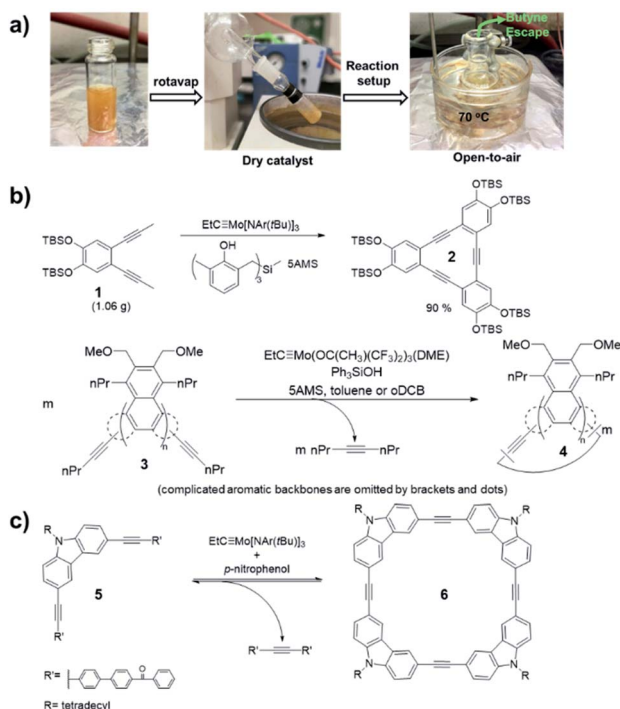 a)
Butyne
Escape
rotavap
Reaction
setup
70 °C
Dry catalyst
Open-to-air
b)
OTBS
OTBS
TBSO
TBSO
1
(1.06 g)
EtC≡Mo[NAr(tBu)]3
OH
( )3 Si 5AMS
TBSO
TBSO
2
OTBS
OTBS
90 %
OTBS
OTBS
MeO
OMe
nPr
nPr
m
n
nPr
nPr
3
EtC≡Mo(OC(CH3)(CF3)2)3(DME)
Ph3SiOH
5AMS, toluene or oDCB
m nPr
nPr
MeO
OMe
nPr
nPr
n
m
4
(complicated aromatic backbones are omitted by brackets and dots)
c)
R
N
R'
5
R'
EtC≡Mo[NAr(tBu)]3
+
p-nitrophenol
R'
R'
R
N
R
N
6
N
R
N
R
R'=
O
R= tetradecyl